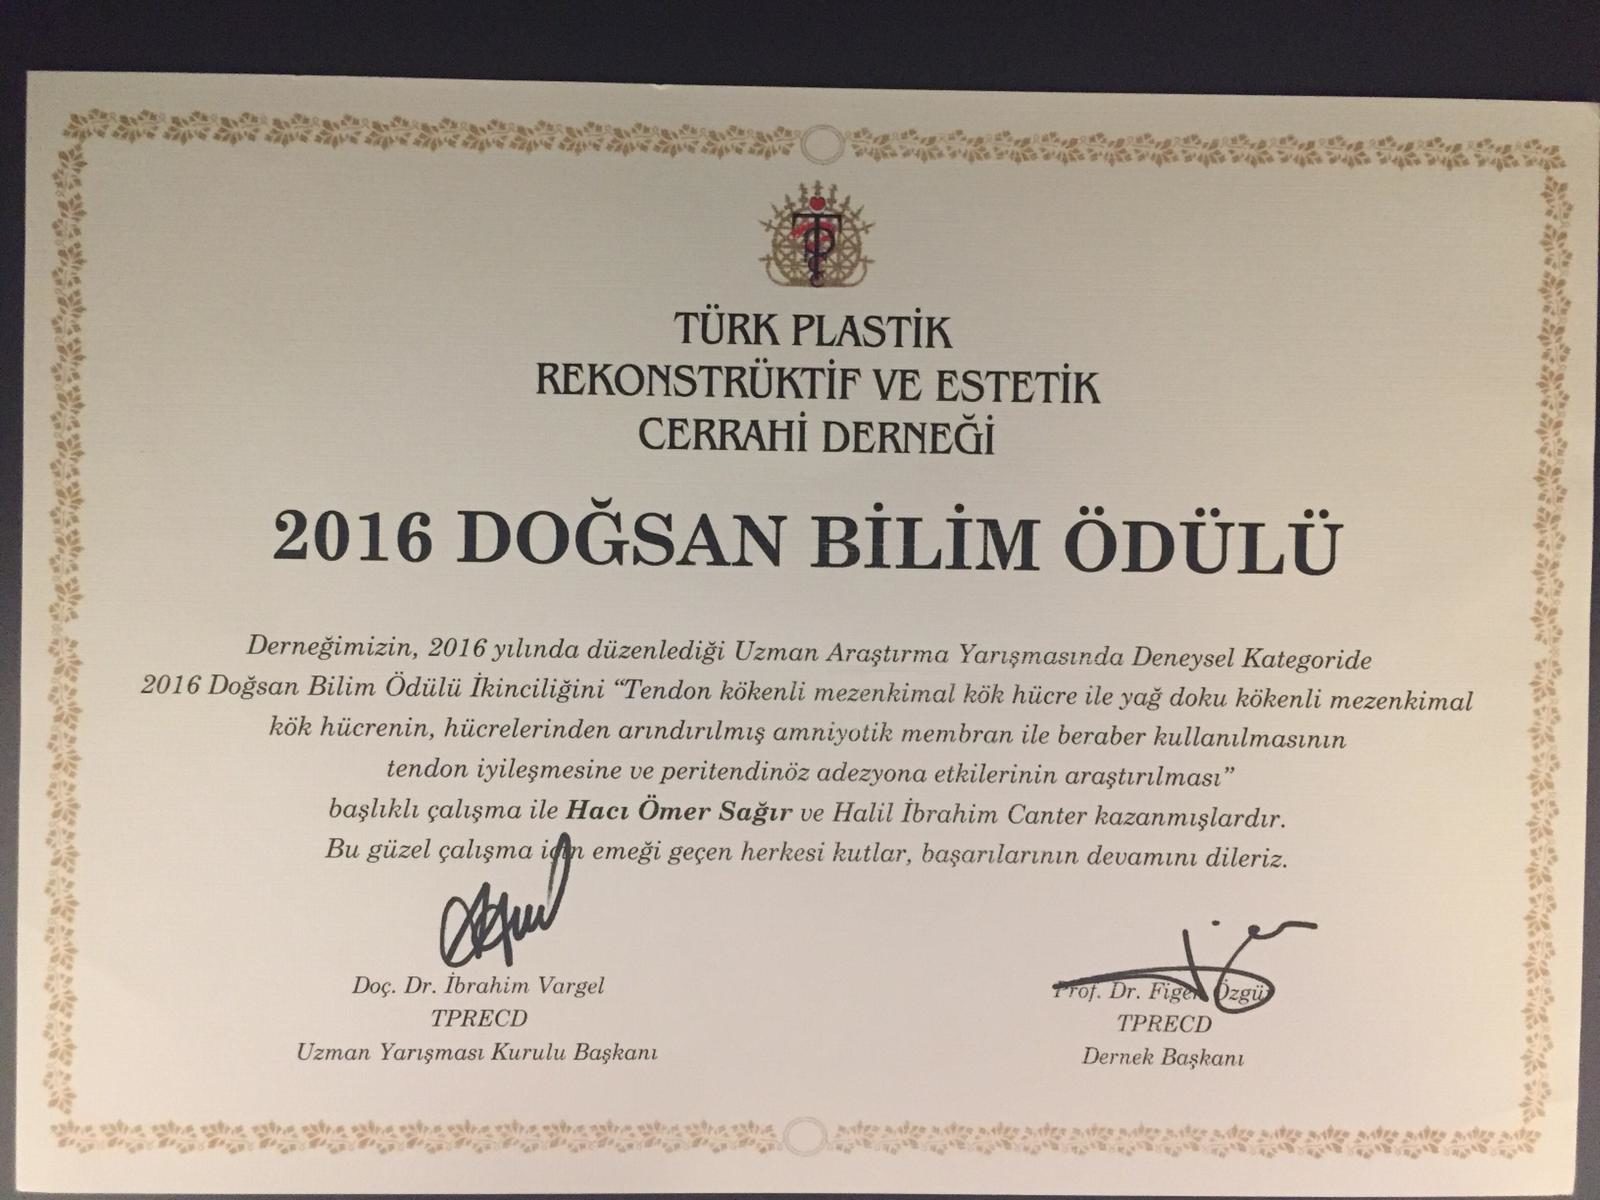 TÜRK PLASTİK
REKONSTRÜKTİF VE ESTETİK
CERRAHİ DERNEĞİ
2016 DOĞSAN BİLİM ÖDÜLÜ
Derneğimizin, 2016 yılında düzenlediği Uzman Araştırma Yarışmasında Deneysel Kategoride
2016 Doğsan Bilim Ödülü İkinciliğini “Tendon kökenli mezenkimal kök hücre ile yağ doku kökenli mezenkimal
kök hücrenin, hücrelerinden arındırılmış amniyotik membran ile beraber kullanılmasının
tendon iyileşmesine ve peritendinöz adezyona etkilerinin araştırılması”
başlıklı çalışma ile Hacı Ömer Sağır ve Halil İbrahim Canter kazanmışlardır.
Bu güzel çalışma için emeği geçen herkesi kutlar, başarılarının devamını dileriz.
Doç. Dr. İbrahim Vargel
TPRECD
Uzman Yarışması Kurulu Başkanı
Prof. Dr. Figen Özgür
TPRECD
Dernek Başkanı